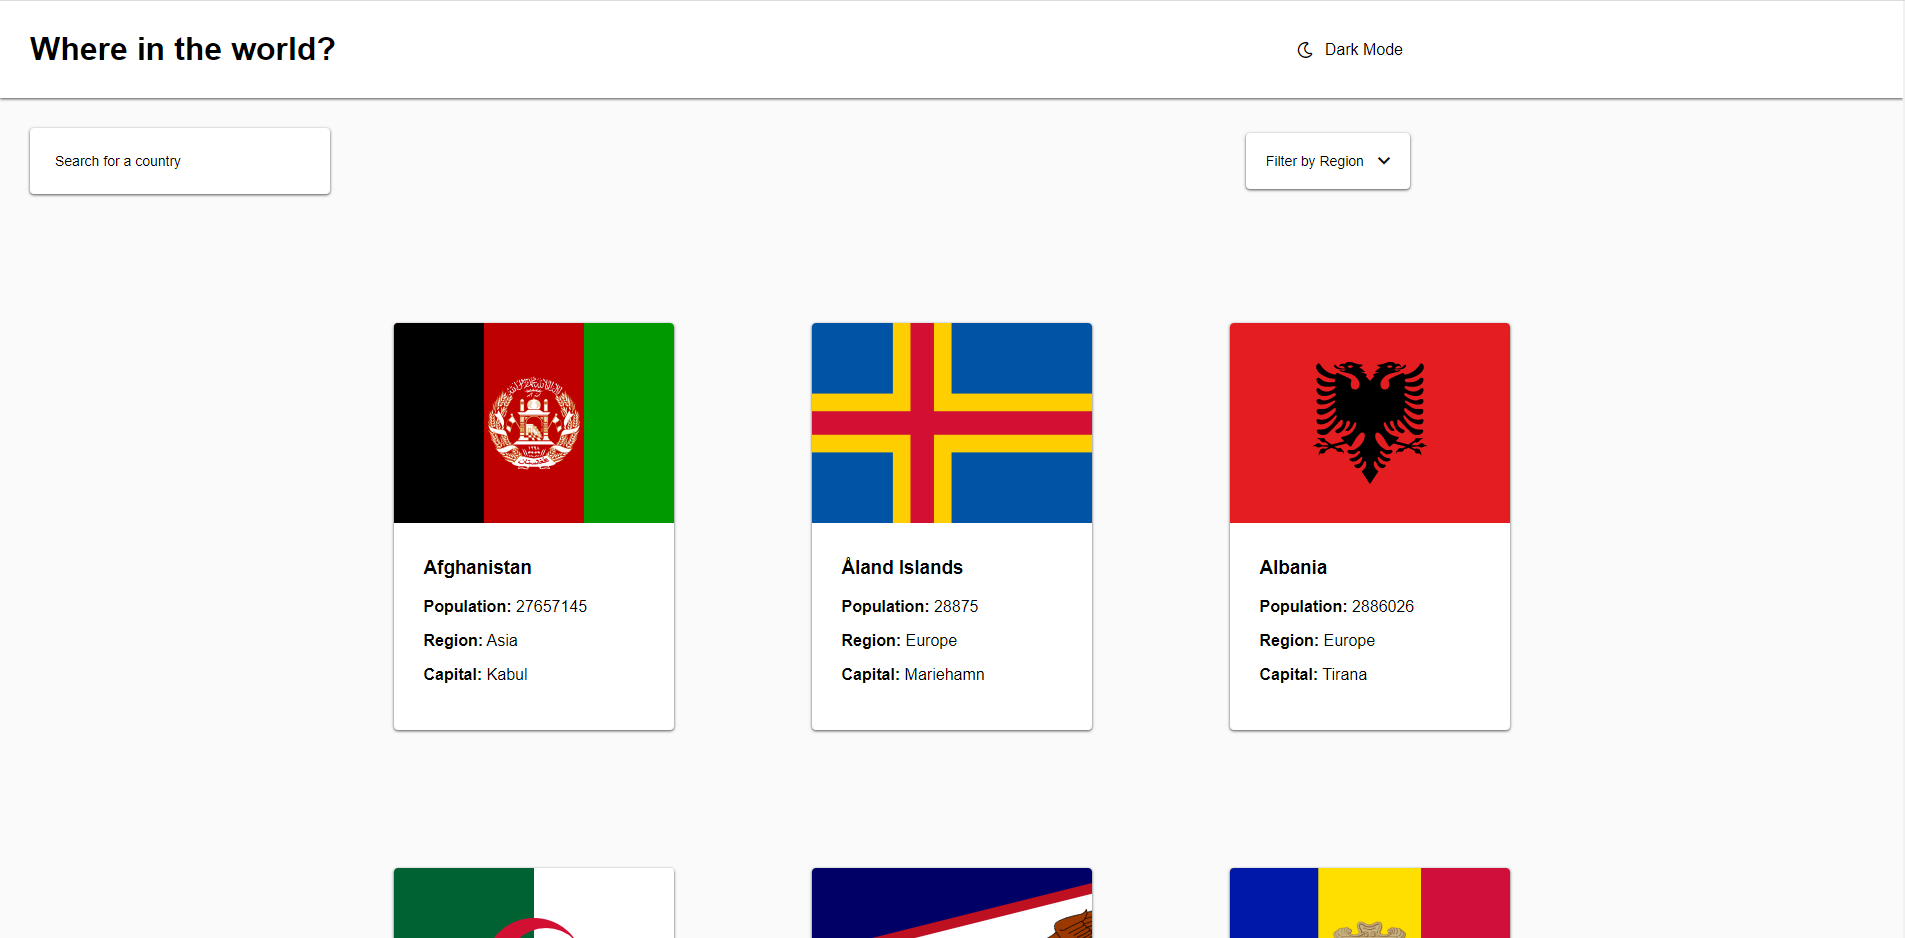 Where in the world?
Dark Mode
Search for a country
Filter by Region
Afghanistan
Population: 27657145
Region: Asia
Capital: Kabul
Åland Islands
Population: 28875
Region: Europe
Capital: Mariehamn
Albania
Population: 2886026
Region: Europe
Capital: Tirana